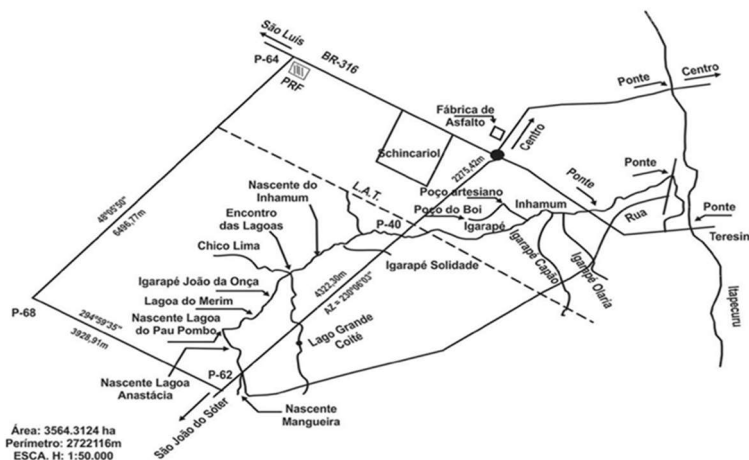 São Luís
BR-316
P-64
PRF
Ponte
Centro
Fábrica de
Asfalto
Centro
Schincariol
2275,42m
Ponte
Nascente do
Inhamum
L.A.T.
Poço artesiano
Inhumum
Ponte
Encontro
das Lagoas
Poço do Boi
Igarapé
Rua
Ponte
Teresin
48°05'50"
6496,77m
P-40
Chico Lima
Igarapé Solidade
Igarapé Capão
Igarapé Olaria
Itapecuru
Igarapé João da Onça
4322,30m
AZ = 230°06'03"
Lagoa do Merim
P-68
294°59'35"
3928,91m
Nascente Lagoa
do Pau Pombo
Lago Grande
Coité
P-62
Nascente Lagoa
Anastácia
Nascente
Mangueira
São João do Sóter
Área: 3564.3124 ha
Perímetro: 2722116m
ESCA. H: 1:50.000